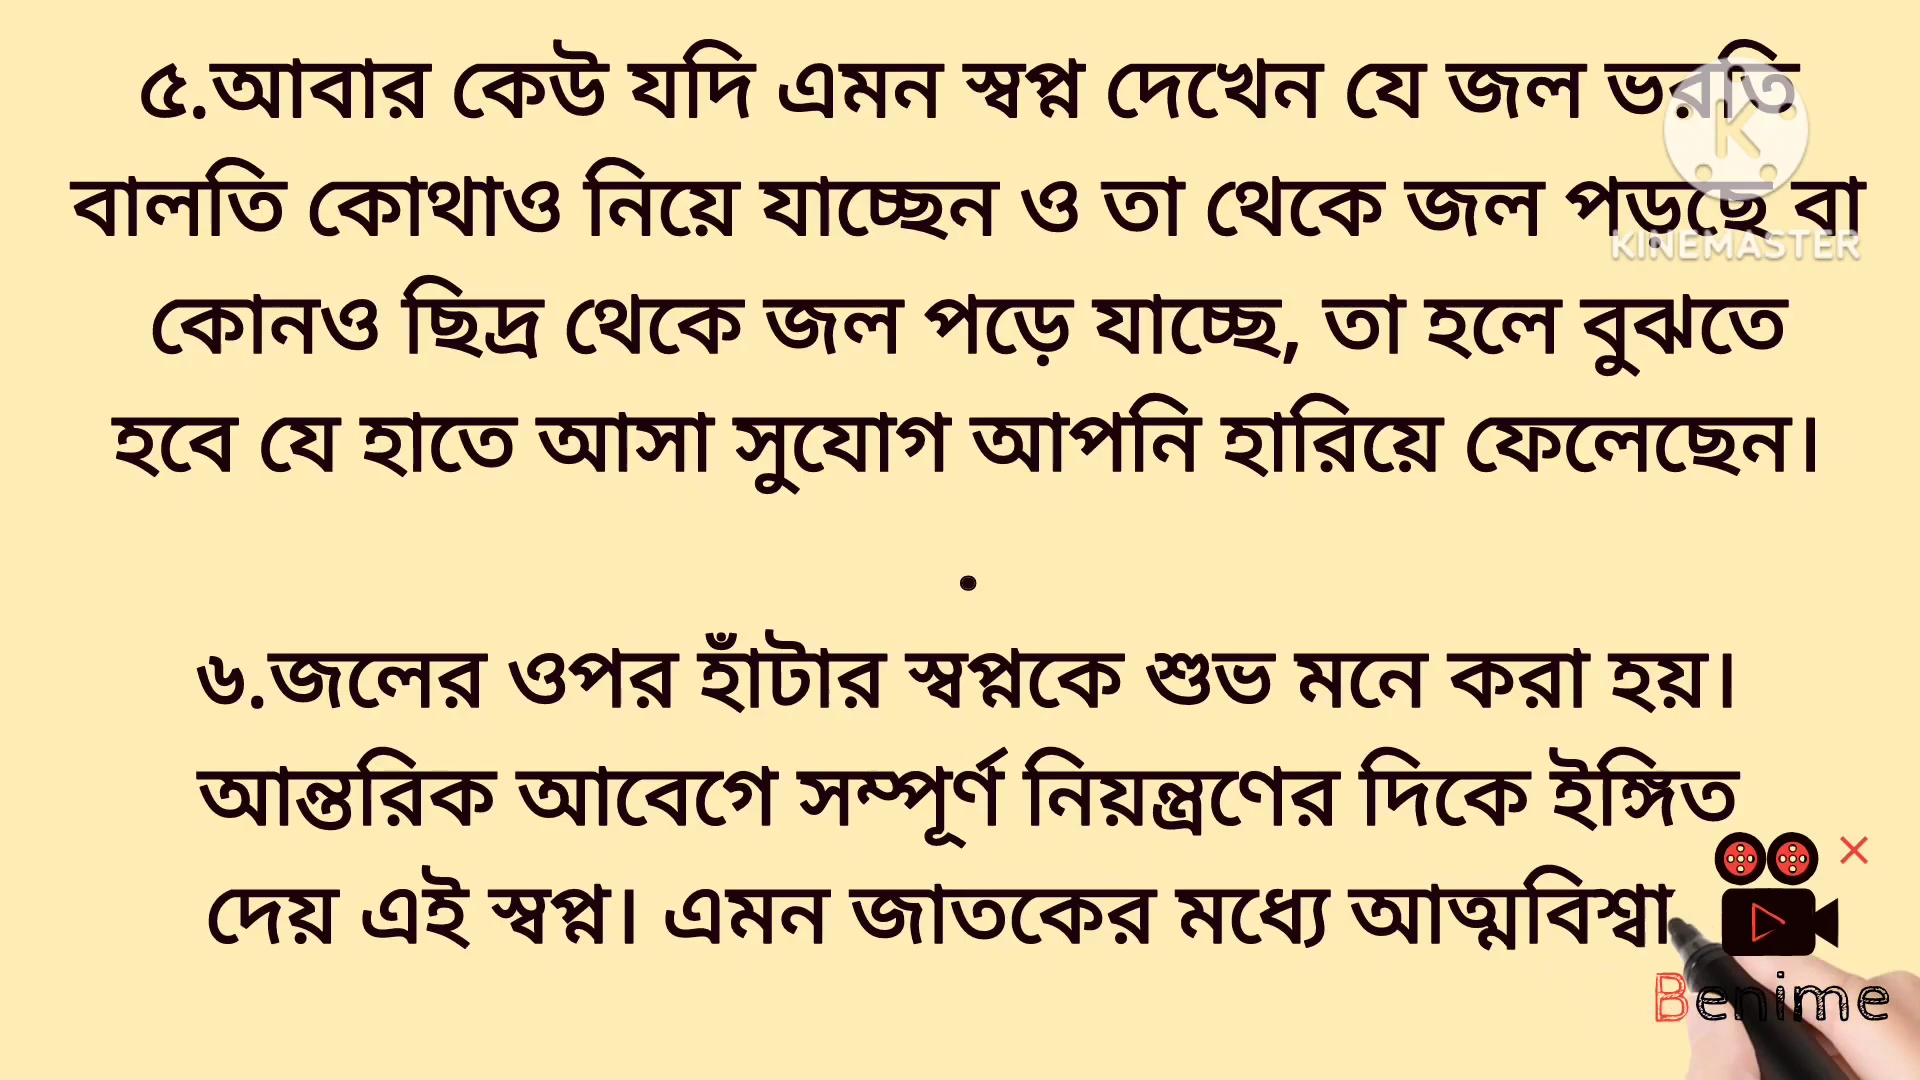 ৫.আবার কেউ যদি এমন স্বপ্ন দেখেন যে জল ভরতি
বালতি কোথাও নিয়ে যাচ্ছেন ও তা থেকে জল পড়ছে বা
কোনও ছিদ্র থেকে জল পড়ে যাচ্ছে, তা হলে বুঝতে
হবে যে হাতে আসা সুযোগ আপনি হারিয়ে ফেলেছেন।
.
৬.জলের ওপর হাঁটার স্বপ্নকে শুভ মনে করা হয়।
আন্তরিক আবেগে সম্পূর্ণ নিয়ন্ত্রণের দিকে ইঙ্গিত
দেয় এই স্বপ্ন। এমন জাতকের মধ্যে আত্মবিশ্বা
K
KINEMASTER
Benime